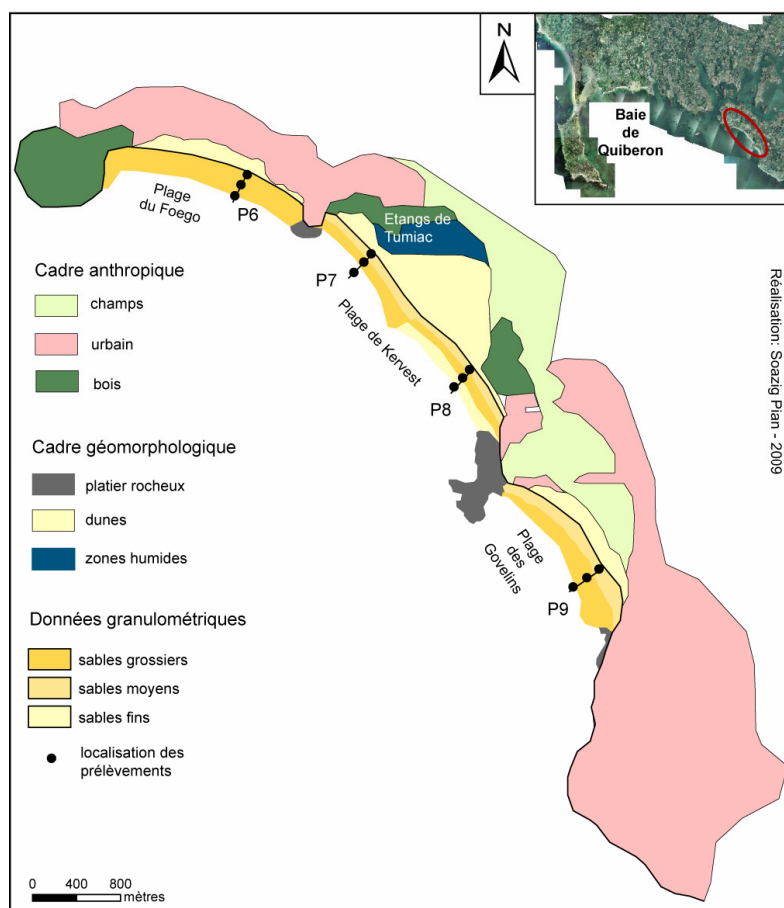 N
Baie
de
Quiberon
Plage
du Foego
P6
Etangs de
Tumiac
P7
Plage de Kervest
P8
Plage
des
Govelins
P9
Cadre anthropique
champs
urbain
bois
Cadre géomorphologique
platier rocheux
dunes
zones humides
Données granulométriques
sables grossiers
sables moyens
sables fins
localisation des
prélèvements
0 400 800
mètres
Réalisation: Soazig Pian - 2009